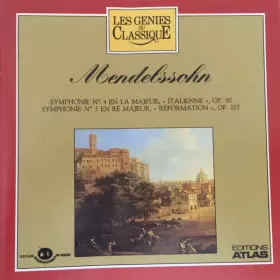 LES GENIES
DU
CLASSIQUE
Mendelssohn
SYMPHONIE N° 4 EN LA MAJEUR, « ITALIENNE », OP. 90
SYMPHONIE N° 5 EN RE MAJEUR, « REFORMATION », OP. 107
EDITIONS
ATLAS